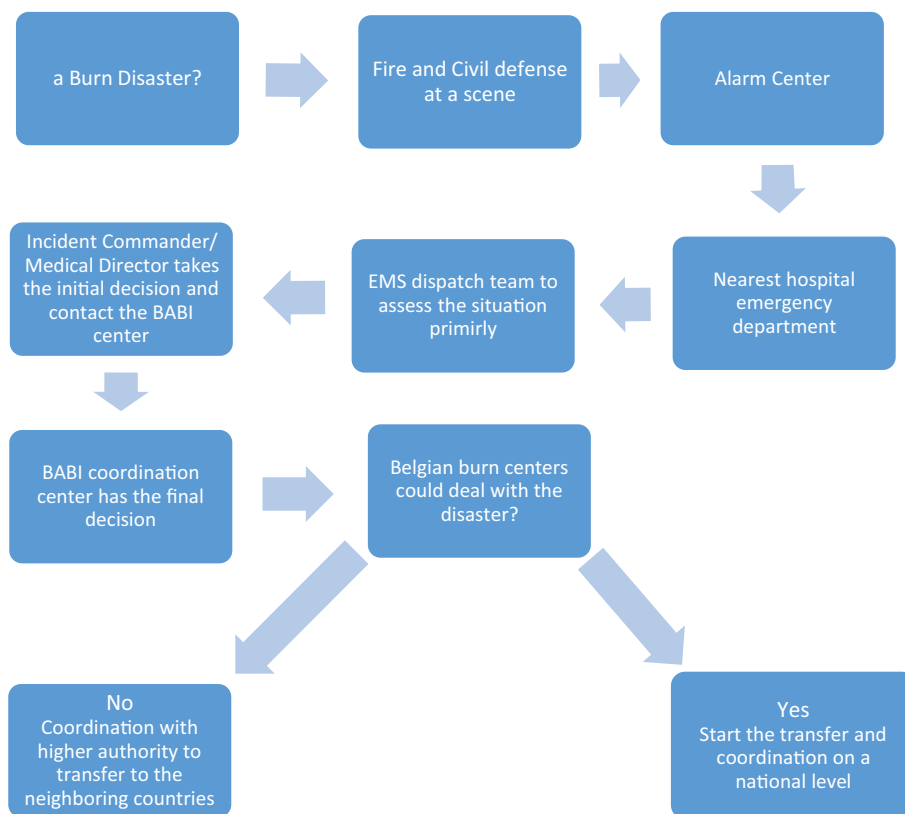 a Burn Disaster?
Fire and Civil defense
at a scene
Alarm Center
Incident Commander/
Medical Director takes
the initial decision and
contact the BABI
center
EMS dispatch team to
assess the situation
primirly
Nearest hospital
emergency
department
BABI coordination
center has the final
decision
Belgian burn centers
could deal with the
disaster?
No
Coordination with
higher authority to
transfer to the
neighboring countries
Yes
Start the transfer and
coordination on a
national level